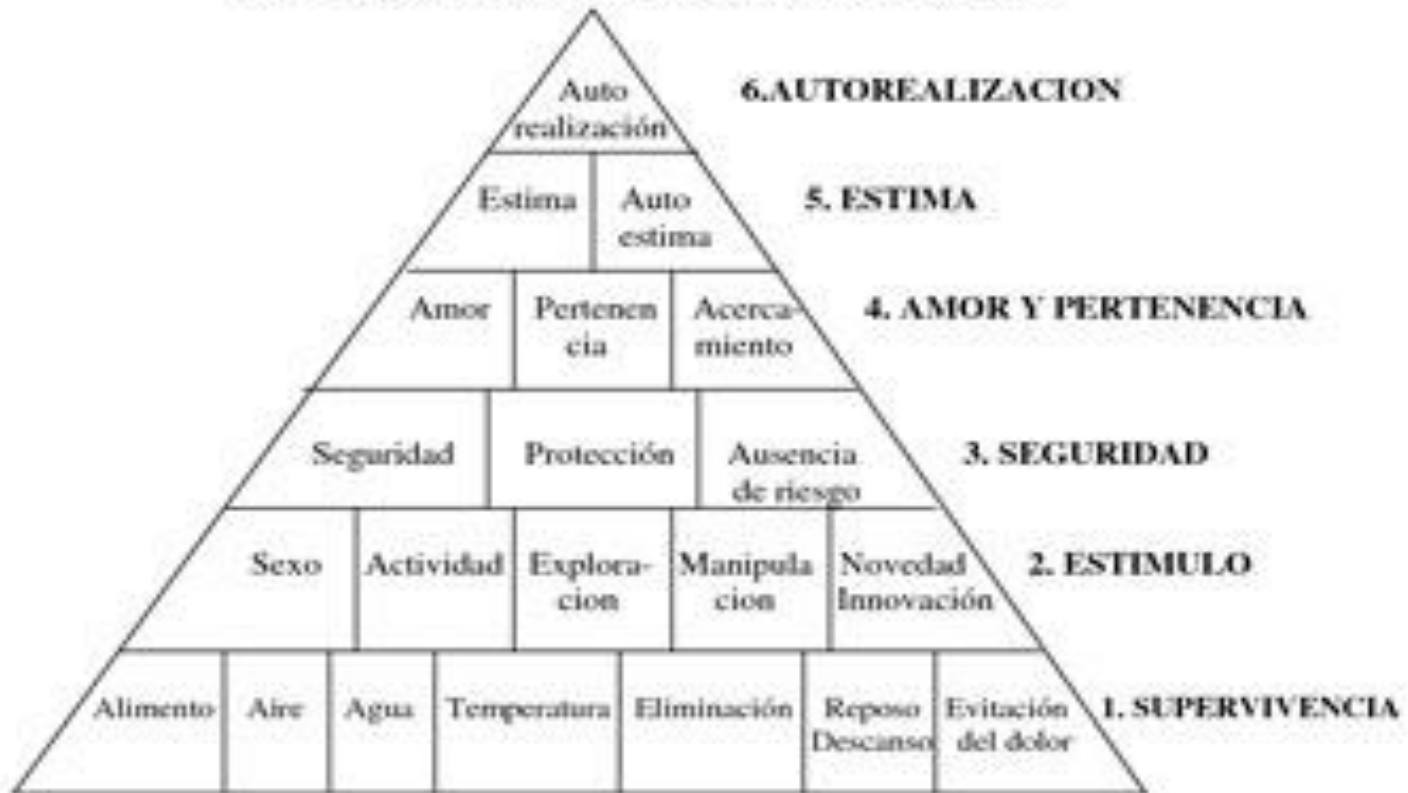 Auto
realización
6.AUTOREALIZACION
Estima
Auto
estima
5. ESTIMA
Amor
Pertenen
cia
Acerca-
miento
4. AMOR Y PERTENENCIA
Seguridad
Protección
Ausencia
de riesgo
3. SEGURIDAD
Sexo
Actividad
Explora-
cion
Manipula
cion
Novedad
Innovación
2. ESTIMULO
Alimento
Aire
Agua
Temperatura
Eliminación
Reposo
Descanso
Evitación
del dolor
1. SUPERVIVENCIA